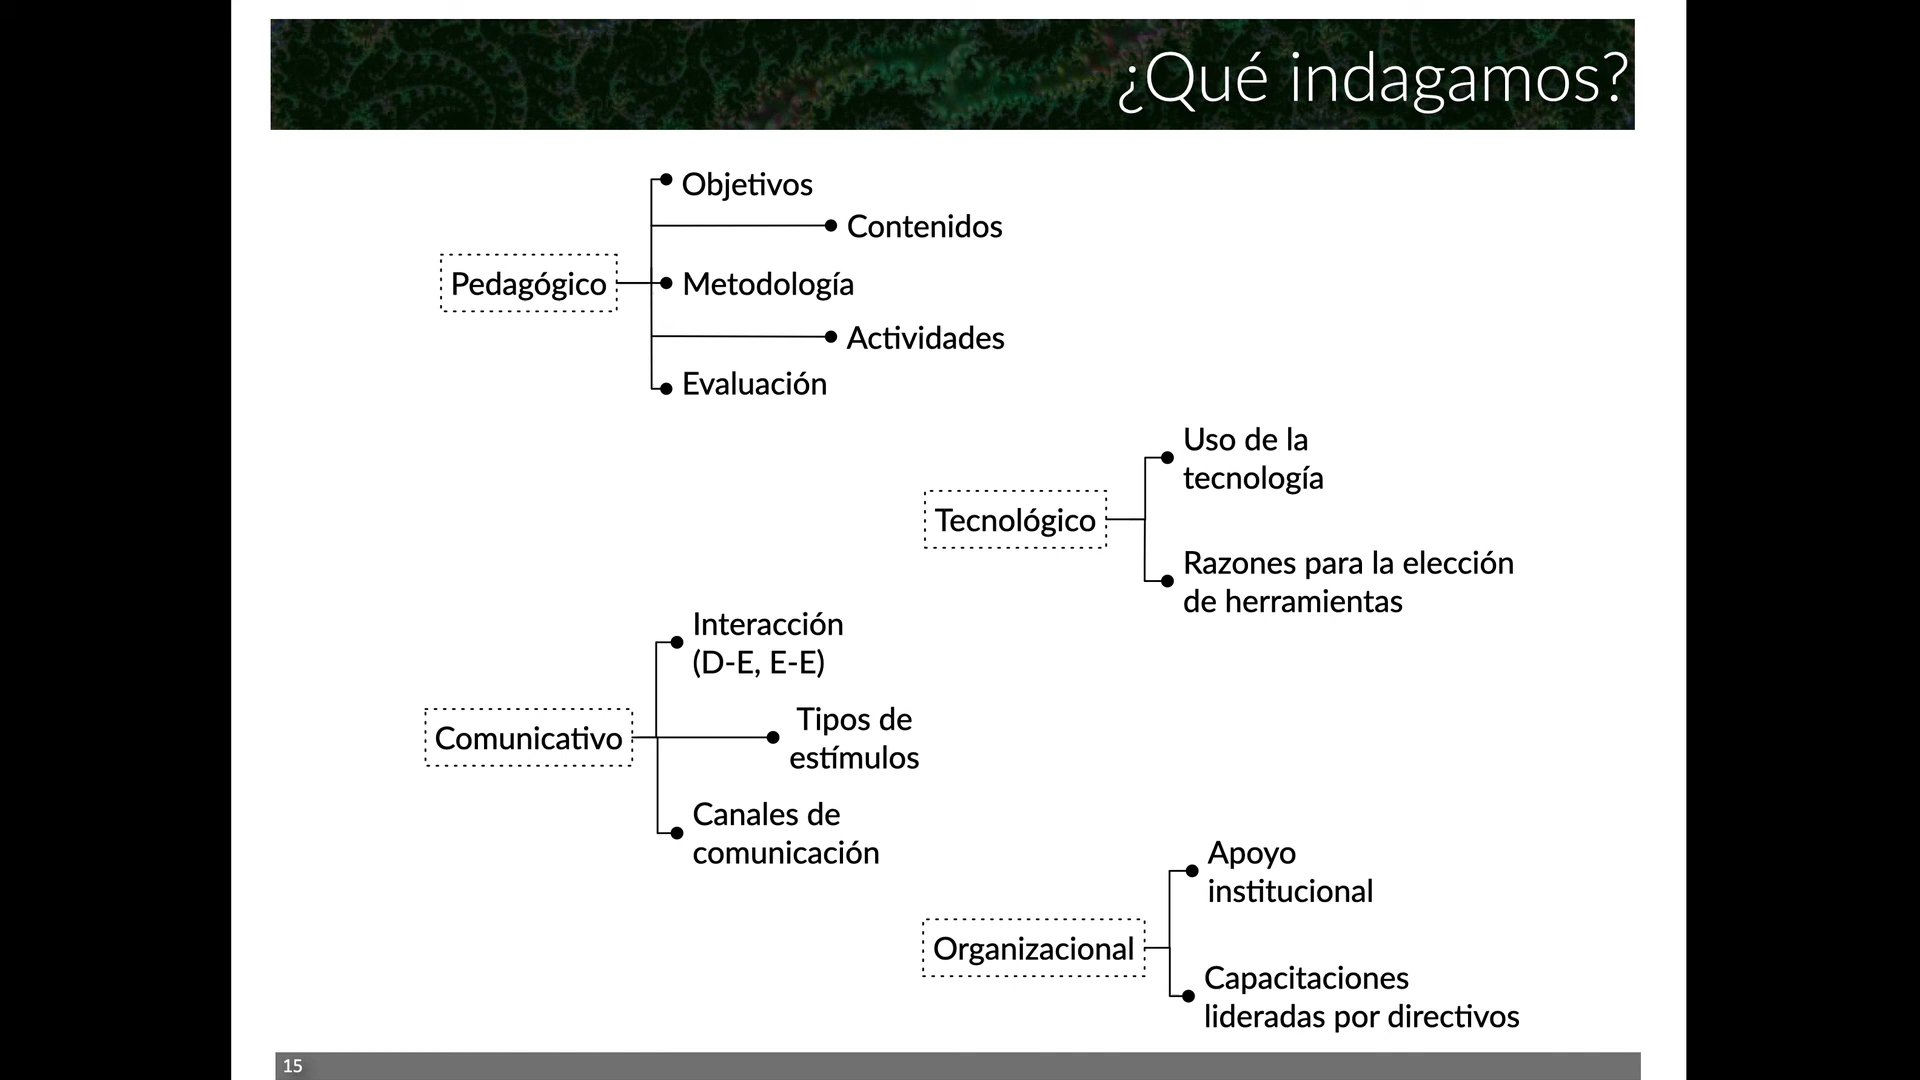 ¿Qué indagamos?
Objetivos
Contenidos
Pedagógico
Metodología
Actividades
Evaluación
Uso de la
tecnología
Tecnológico
Razones para la elección
de herramientas
Interacción
(D-E, E-E)
Comunicativo
Tipos de
estímulos
Canales de
comunicación
Apoyo
institucional
Organizacional
Capacitaciones
lideradas por directivos
15